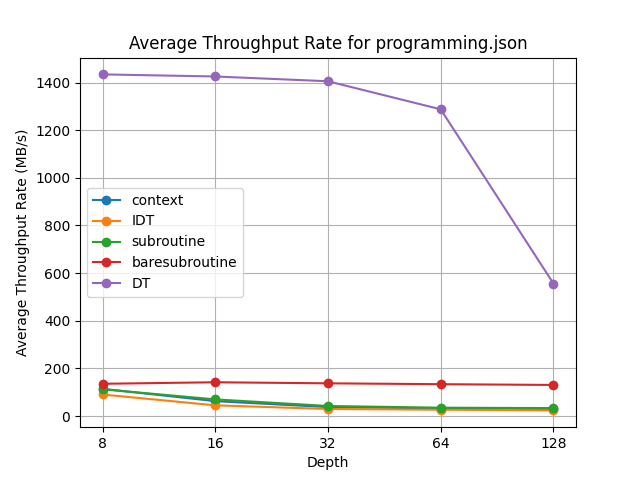 Average Throughput Rate for programming.json
Average Throughput Rate (MB/s)
1400
1200
1000
800
600
400
200
0
context
IDT
subroutine
baresubroutine
DT
8
16
32
64
128
Depth